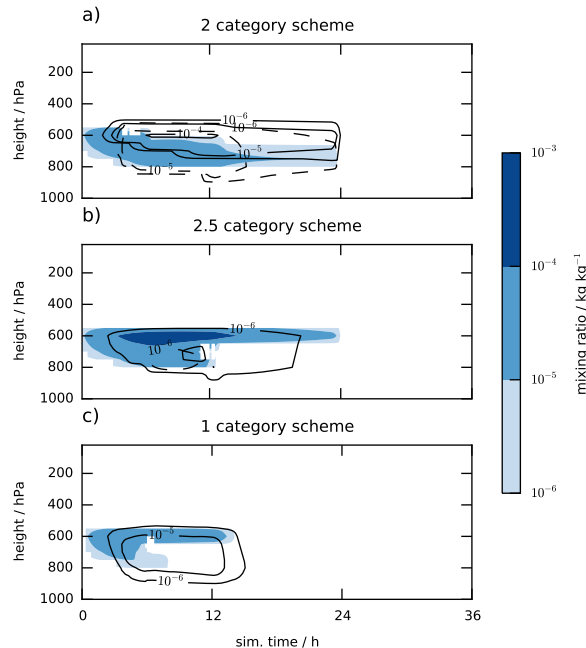 a)
2 category scheme
200
400
600
800
1000
height / hPa
10⁻⁶
10⁻⁶
10⁻⁴
10⁻⁵
10⁻⁵
b)
2.5 category scheme
200
400
600
800
1000
height / hPa
10⁻⁶
10⁻⁶
c)
1 category scheme
200
400
600
800
1000
height / hPa
10⁻⁵
10⁻⁶
0
12
24
36
sim. time / h
10⁻³
10⁻⁴
10⁻⁵
10⁻⁶
mixing ratio / kg kg⁻¹